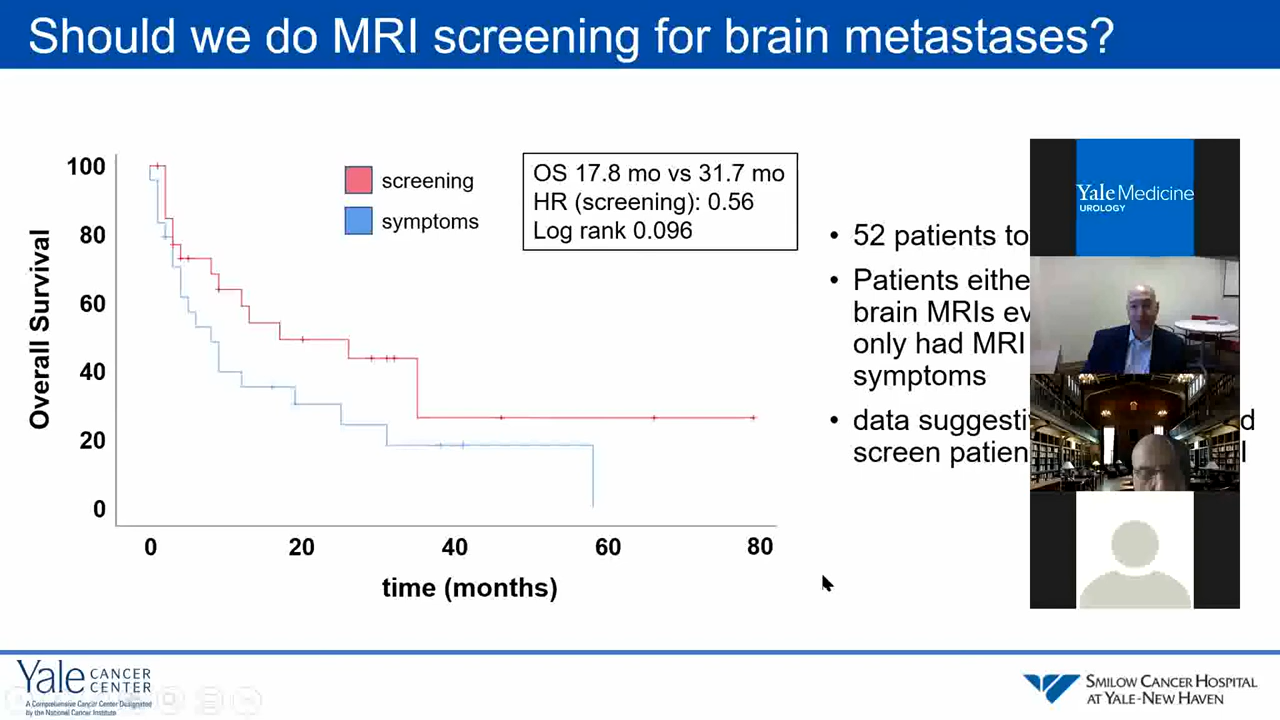 Should we do MRI screening for brain metastases?
100
80
60
40
20
0
Overall Survival
0 20 40 60 80
time (months)
screening
symptoms
OS 17.8 mo vs 31.7 mo
HR (screening): 0.56
Log rank 0.096
• 52 patients to
• Patients eithe
brain MRIs ev
only had MRI
symptoms
• data suggesti d
screen patien l
Yale Medicine
UROLOGY
Yale CANCER
CENTER
A Comprehensive Cancer Center Designated
by the National Cancer Institute
SMILOW CANCER HOSPITAL
AT YALE-NEW HAVEN